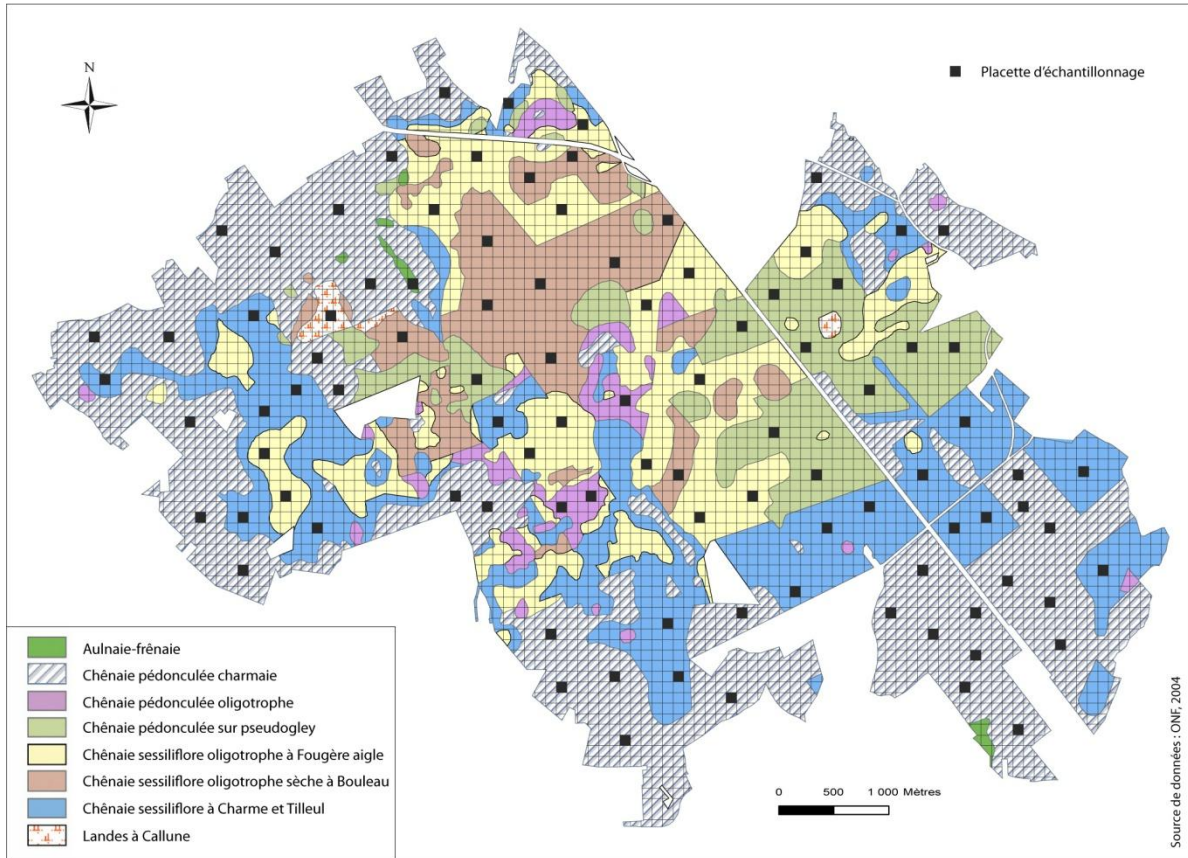 N
Placette d'échantillonnage
Aulnaie-frênaie
Chênaie pédonculée charmaie
Chênaie pédonculée oligotrophe
Chênaie pédonculée sur pseudogley
Chênaie sessiliflore oligotrophe à Fougère aigle
Chênaie sessiliflore oligotrophe sèche à Bouleau
Chênaie sessiliflore à Charme et Tilleul
Landes à Callune
0 500 1 000 Mètres
Source de données : ONF, 2004